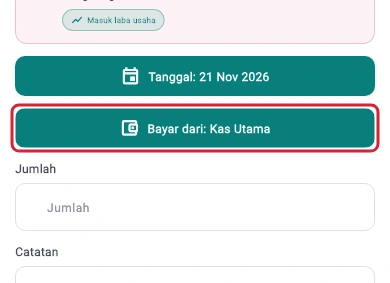 Masuk laba usaha
Tanggal: 21 Nov 2026
Bayar dari: Kas Utama
Jumlah
Jumlah
Catatan